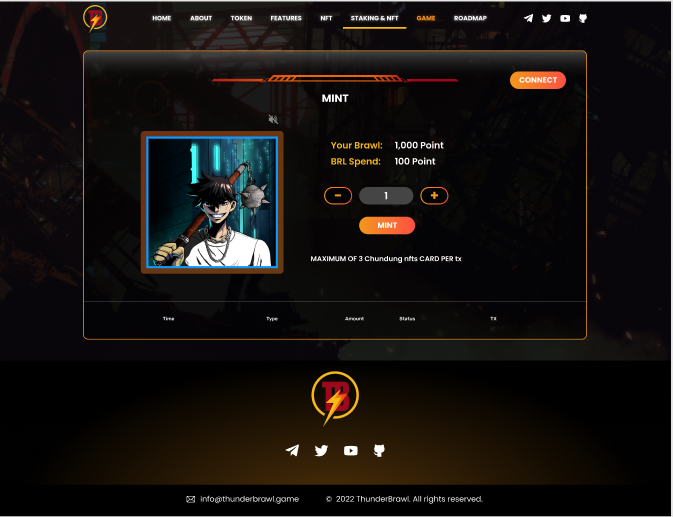 HOME ABOUT TOKEN FEATURES NFT STAKING & NFT GAME ROADMAP
CONNECT
MINT
Your Brawl: 1,000 Point
BRL Spend: 100 Point
− 1 +
MINT
MAXIMUM OF 3 Chundung nfts CARD PER tx
Time Type Amount Status TX
TB
info@thunderbrawl.game © 2022 ThunderBrawl. All rights reserved.